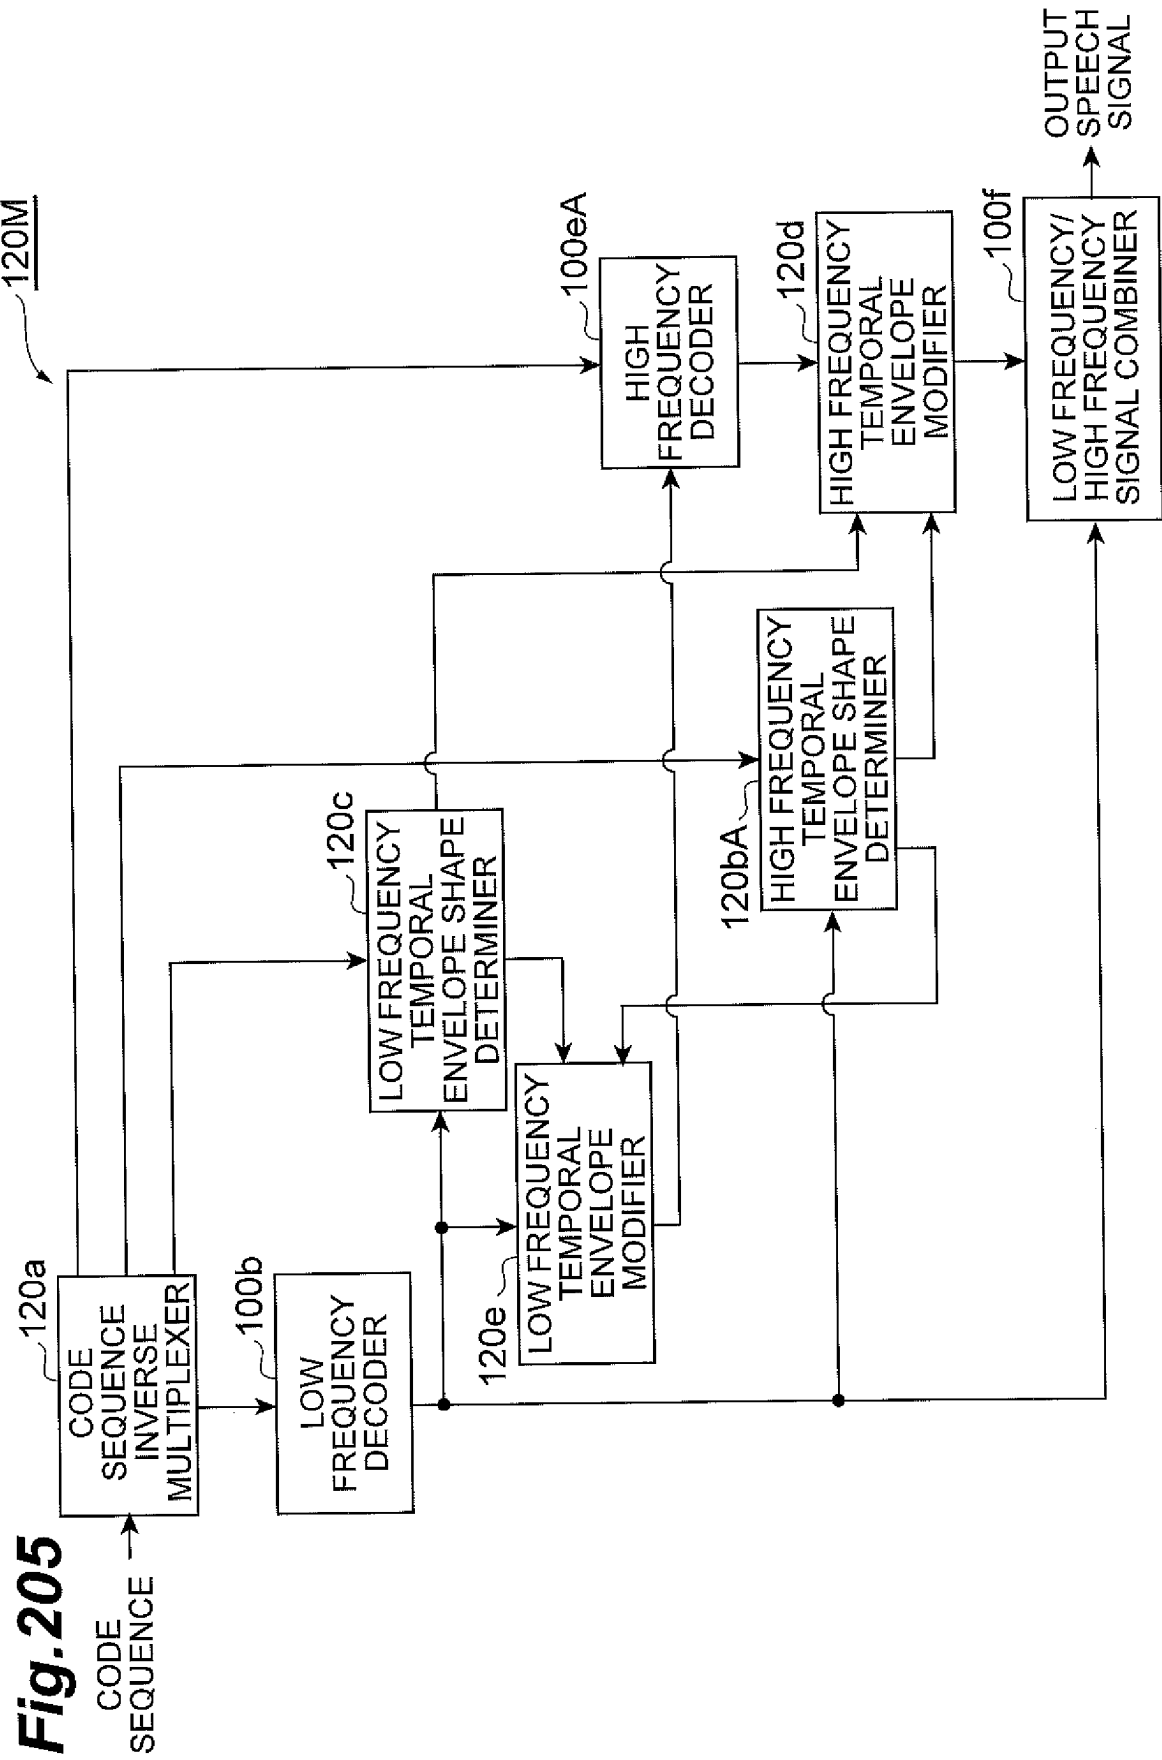 Fig.205
120M
CODE
SEQUENCE
120a
CODE
SEQUENCE
INVERSE
MULTIPLEXER
100b
LOW
FREQUENCY
DECODER
120c
LOW FREQUENCY
TEMPORAL
ENVELOPE SHAPE
DETERMINER
120e
LOW FREQUENCY
TEMPORAL
ENVELOPE
MODIFIER
100eA
HIGH
FREQUENCY
DECODER
120bA
HIGH FREQUENCY
TEMPORAL
ENVELOPE SHAPE
DETERMINER
120d
HIGH FREQUENCY
TEMPORAL
ENVELOPE
MODIFIER
100f
LOW FREQUENCY/
HIGH FREQUENCY
SIGNAL COMBINER
OUTPUT
SPEECH
SIGNAL